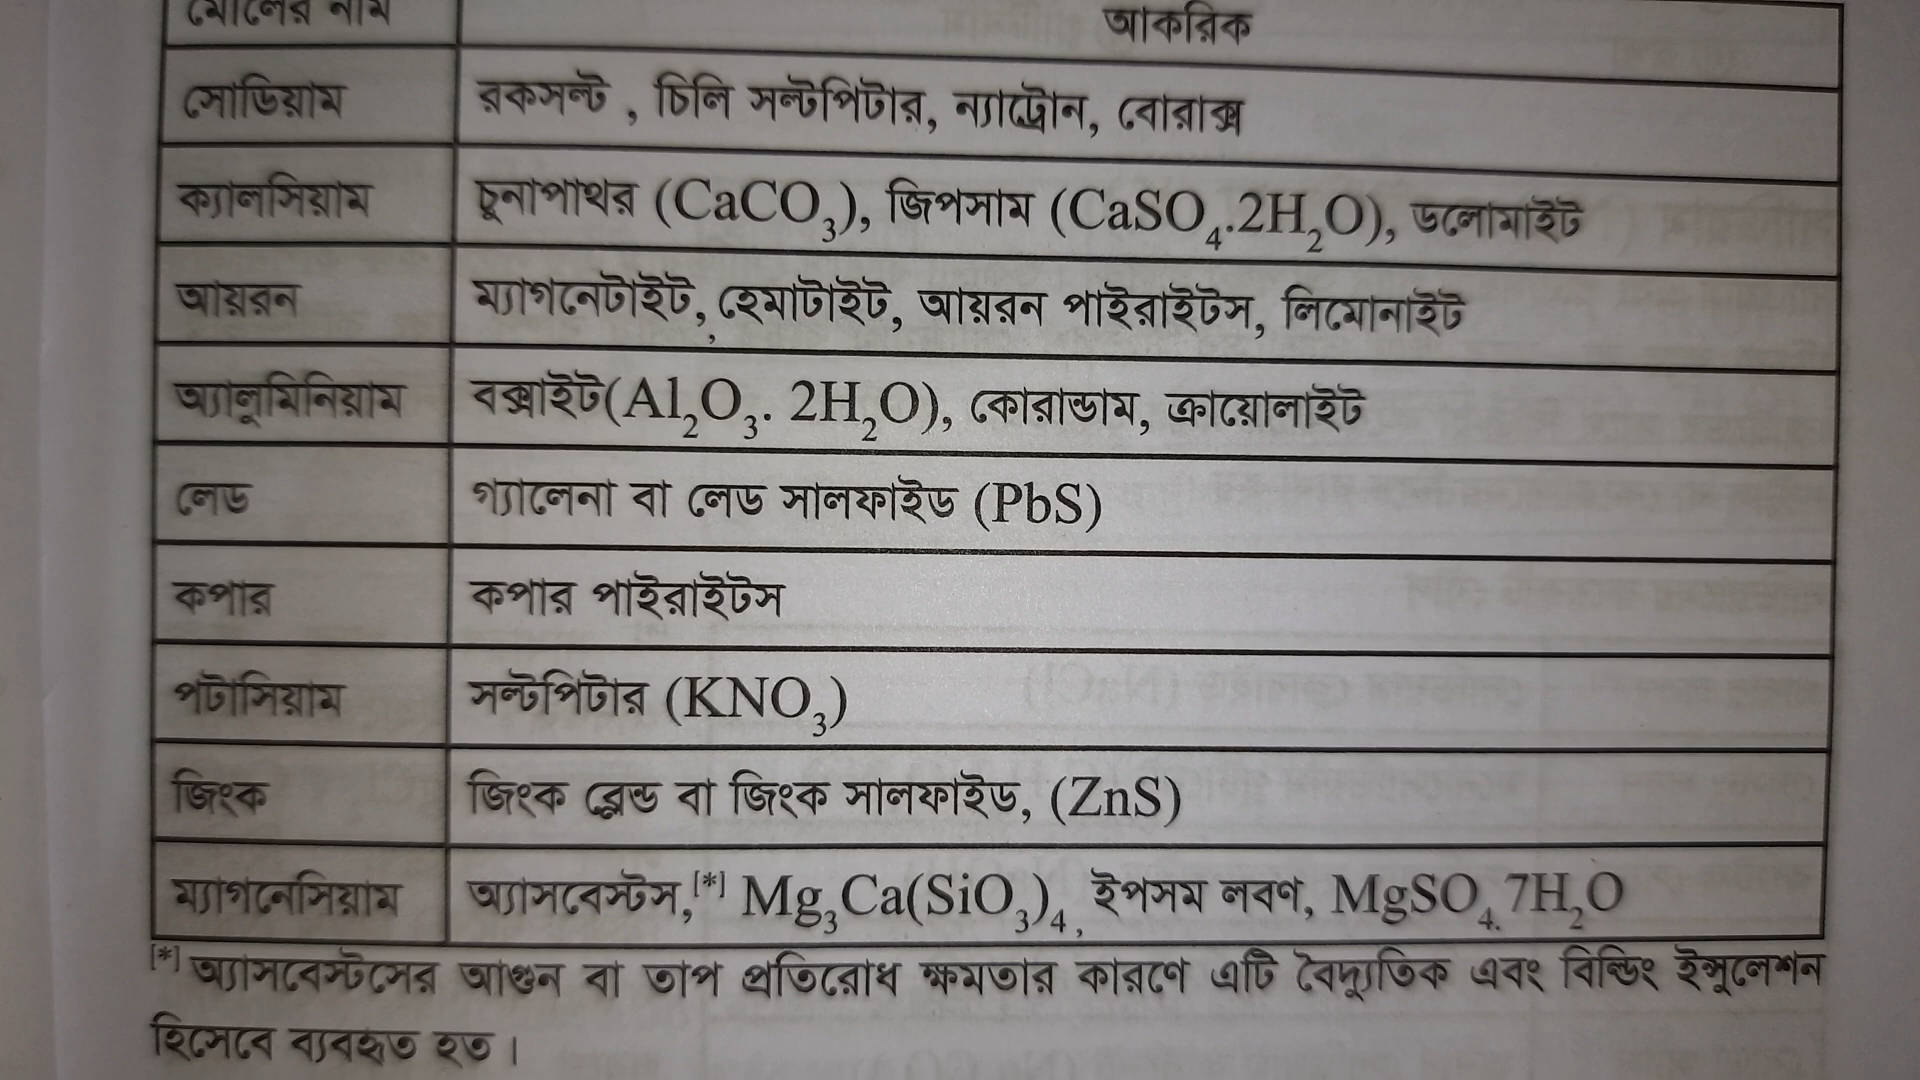 মৌলের নাম আকরিক
সোডিয়াম রকসল্ট , চিলি সল্টপিটার, ন্যাট্রোন, বোরাক্স
ক্যালসিয়াম চুনাপাথর (CaCO₃), জিপসাম (CaSO₄.2H₂O), ডলোমাইট
আয়রন ম্যাগনেটাইট, হেমাটাইট, আয়রন পাইরাইটস, লিমোনাইট
অ্যালুমিনিয়াম বক্সাইট(Al₂O₃. 2H₂O), কোরান্ডাম, ক্রায়োলাইট
লেড গ্যালেনা বা লেড সালফাইড (PbS)
কপার কপার পাইরাইটস
পটাসিয়াম সল্টপিটার (KNO₃)
জিংক জিংক ব্লেন্ড বা জিংক সালফাইড, (ZnS)
ম্যাগনেসিয়াম অ্যাসবেস্টস,[*] Mg₃Ca(SiO₃)₄, ইপসম লবণ, MgSO₄. 7H₂O
[*] অ্যাসবেস্টসের আগুন বা তাপ প্রতিরোধ ক্ষমতার কারণে এটি বৈদ্যুতিক এবং বিল্ডিং ইন্সুলেশন
হিসেবে ব্যবহৃত হত।